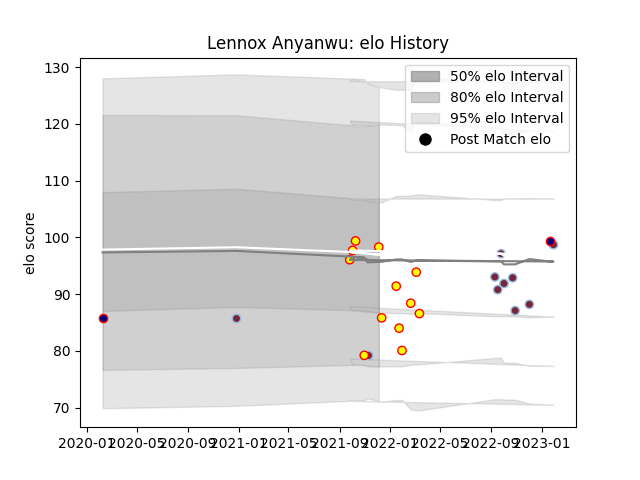 Lennox Anyanwu: elo History
elo score
130
120
110
100
90
80
70
50% elo Interval
80% elo Interval
95% elo Interval
Post Match elo
2020-01 2020-05 2020-09 2021-01 2021-05 2021-09 2022-01 2022-05 2022-09 2023-01